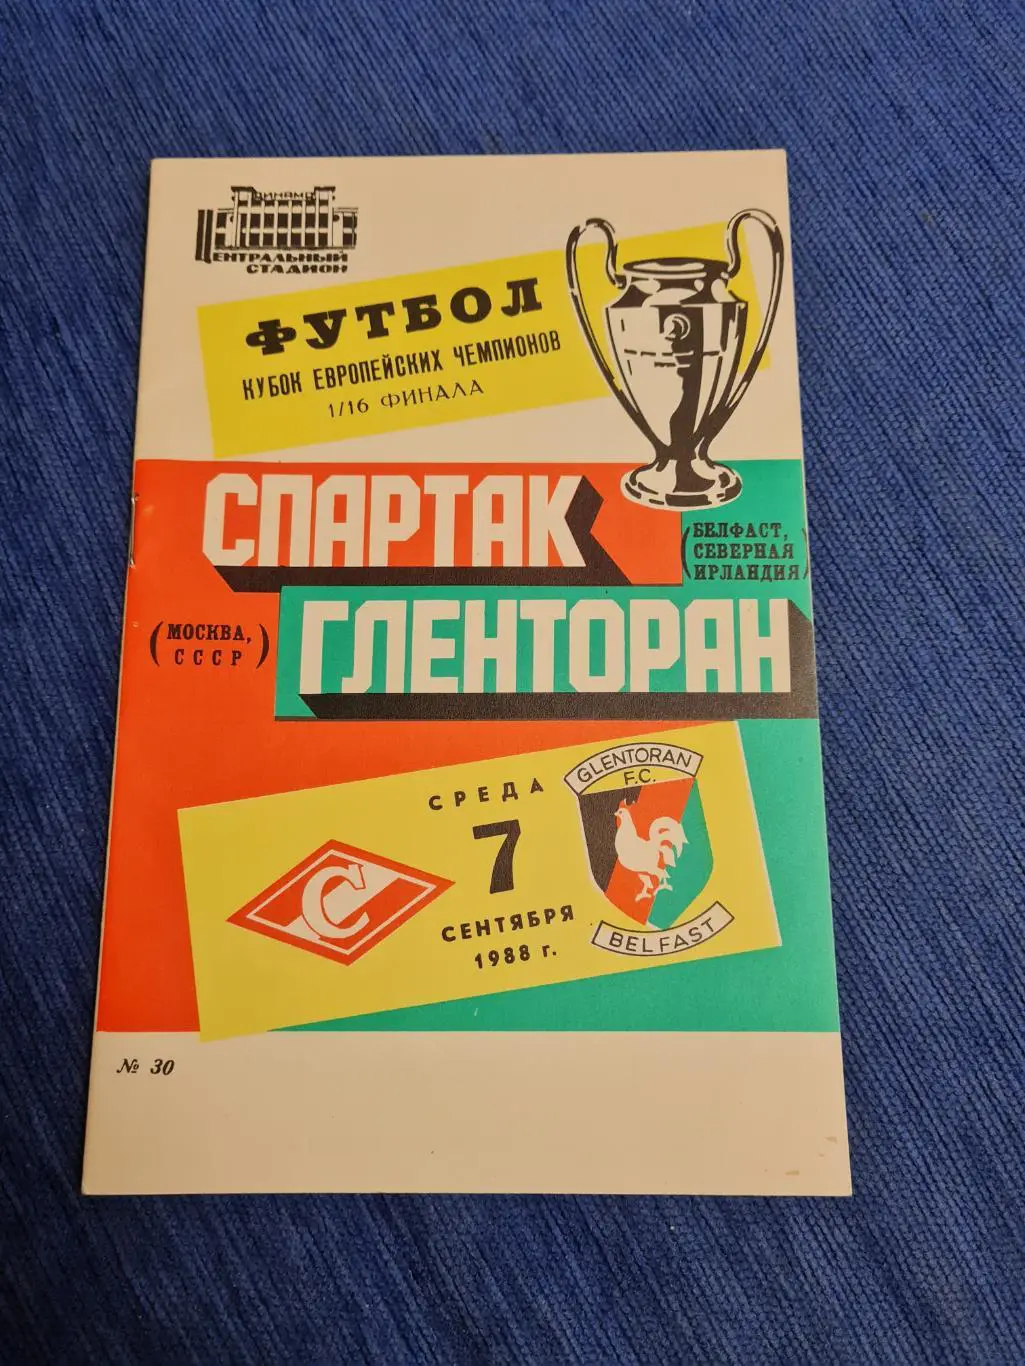 ДИНАМО
ЦЕНТРАЛЬНЫЙ
СТАДИОН
ФУТБОЛ
КУБОК ЕВРОПЕЙСКИХ ЧЕМПИОНОВ
1/16 ФИНАЛА
СПАРТАК
(МОСКВА,
СССР)
ГЛЕНТОРАН
(БЕЛФАСТ,
СЕВЕРНАЯ
ИРЛАНДИЯ)
СРЕДА
7
СЕНТЯБРЯ
1988 г.
С
GLENTORAN
F.C.
BELFAST
№ 30